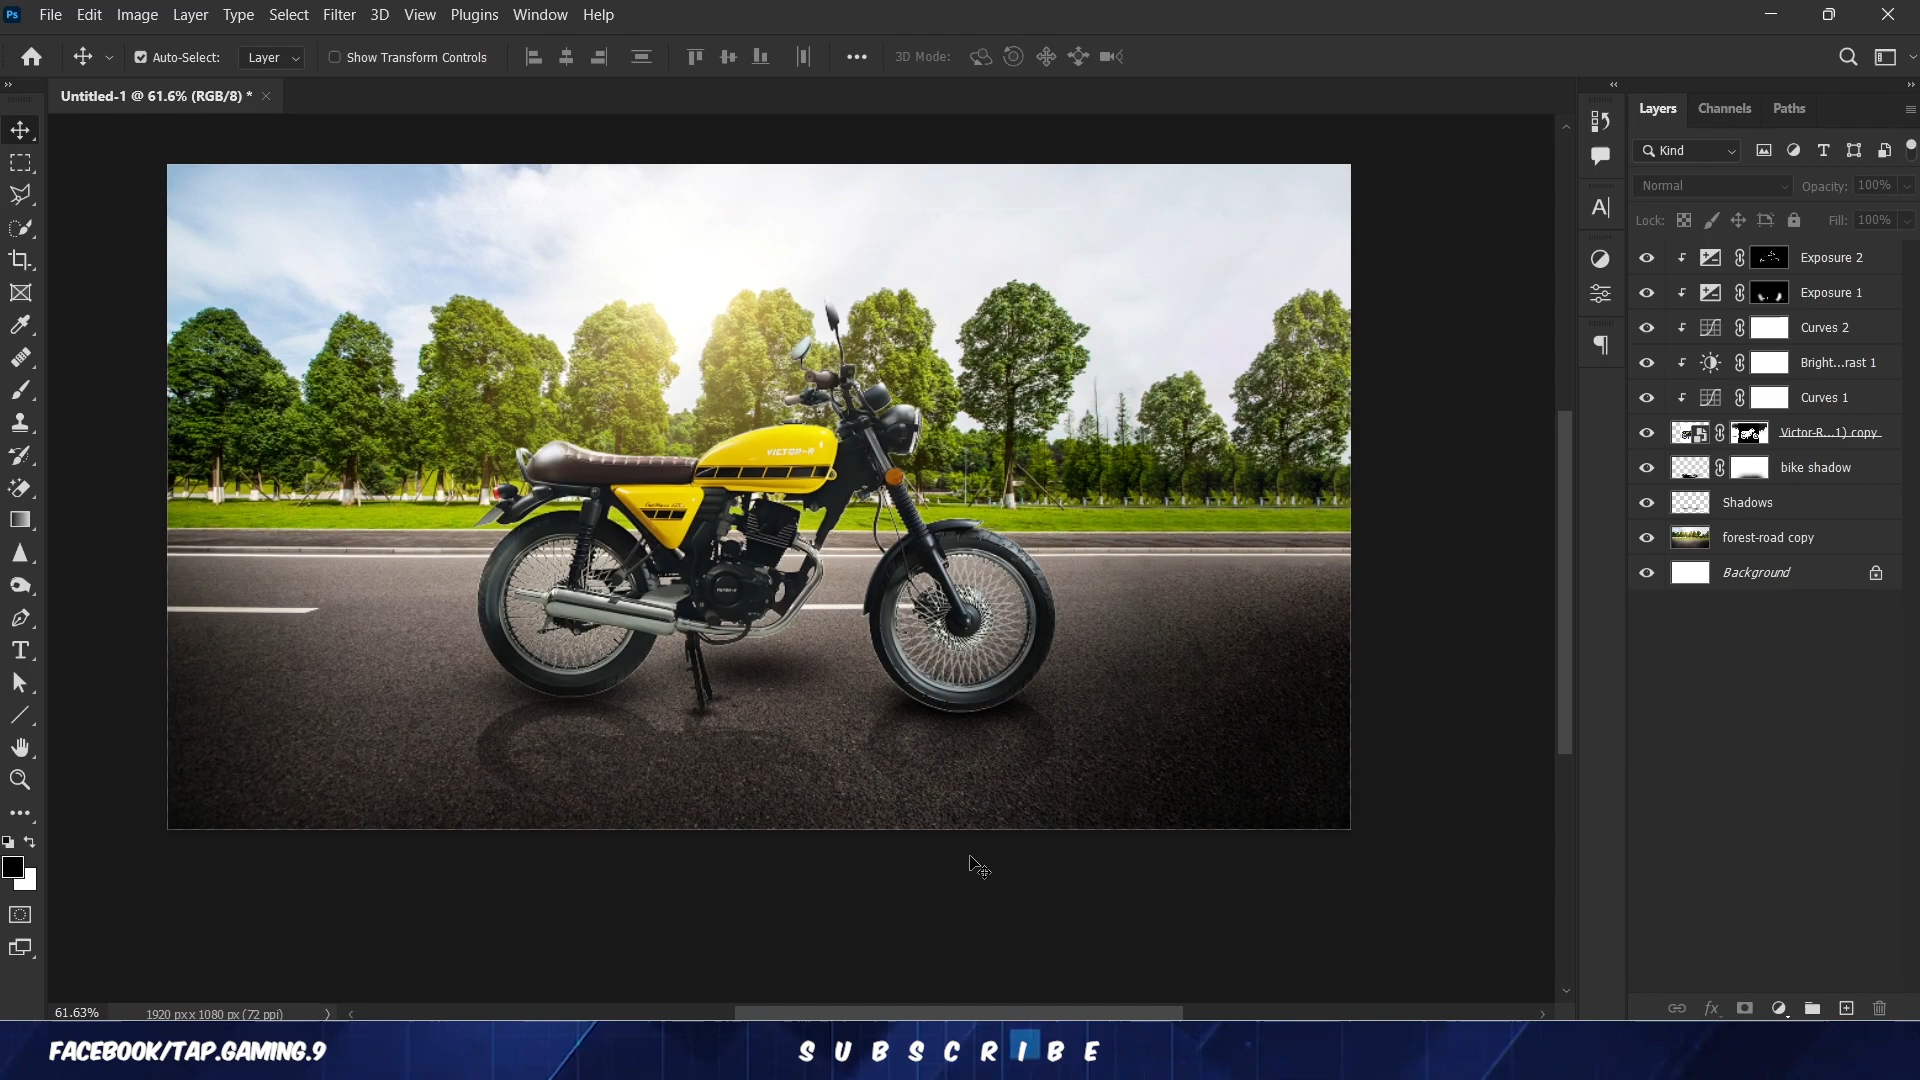 Ps File Edit Image Layer Type Select Filter 3D View Plugins Window Help
Auto-Select: Layer Show Transform Controls 3D Mode:
Untitled-1 @ 61.6% (RGB/8) *
Layers Channels Paths
Kind
Normal Opacity: 100%
Lock: Fill: 100%
Exposure 2
Exposure 1
Curves 2
Bright...rast 1
Curves 1
Victor-R...1) copy
bike shadow
Shadows
forest-road copy
Background
VICTOR-R
61.63% 1920 px x 1080 px (72 ppi)
FACEBOOK/TAP.GAMING.9 SUBSCRIBE